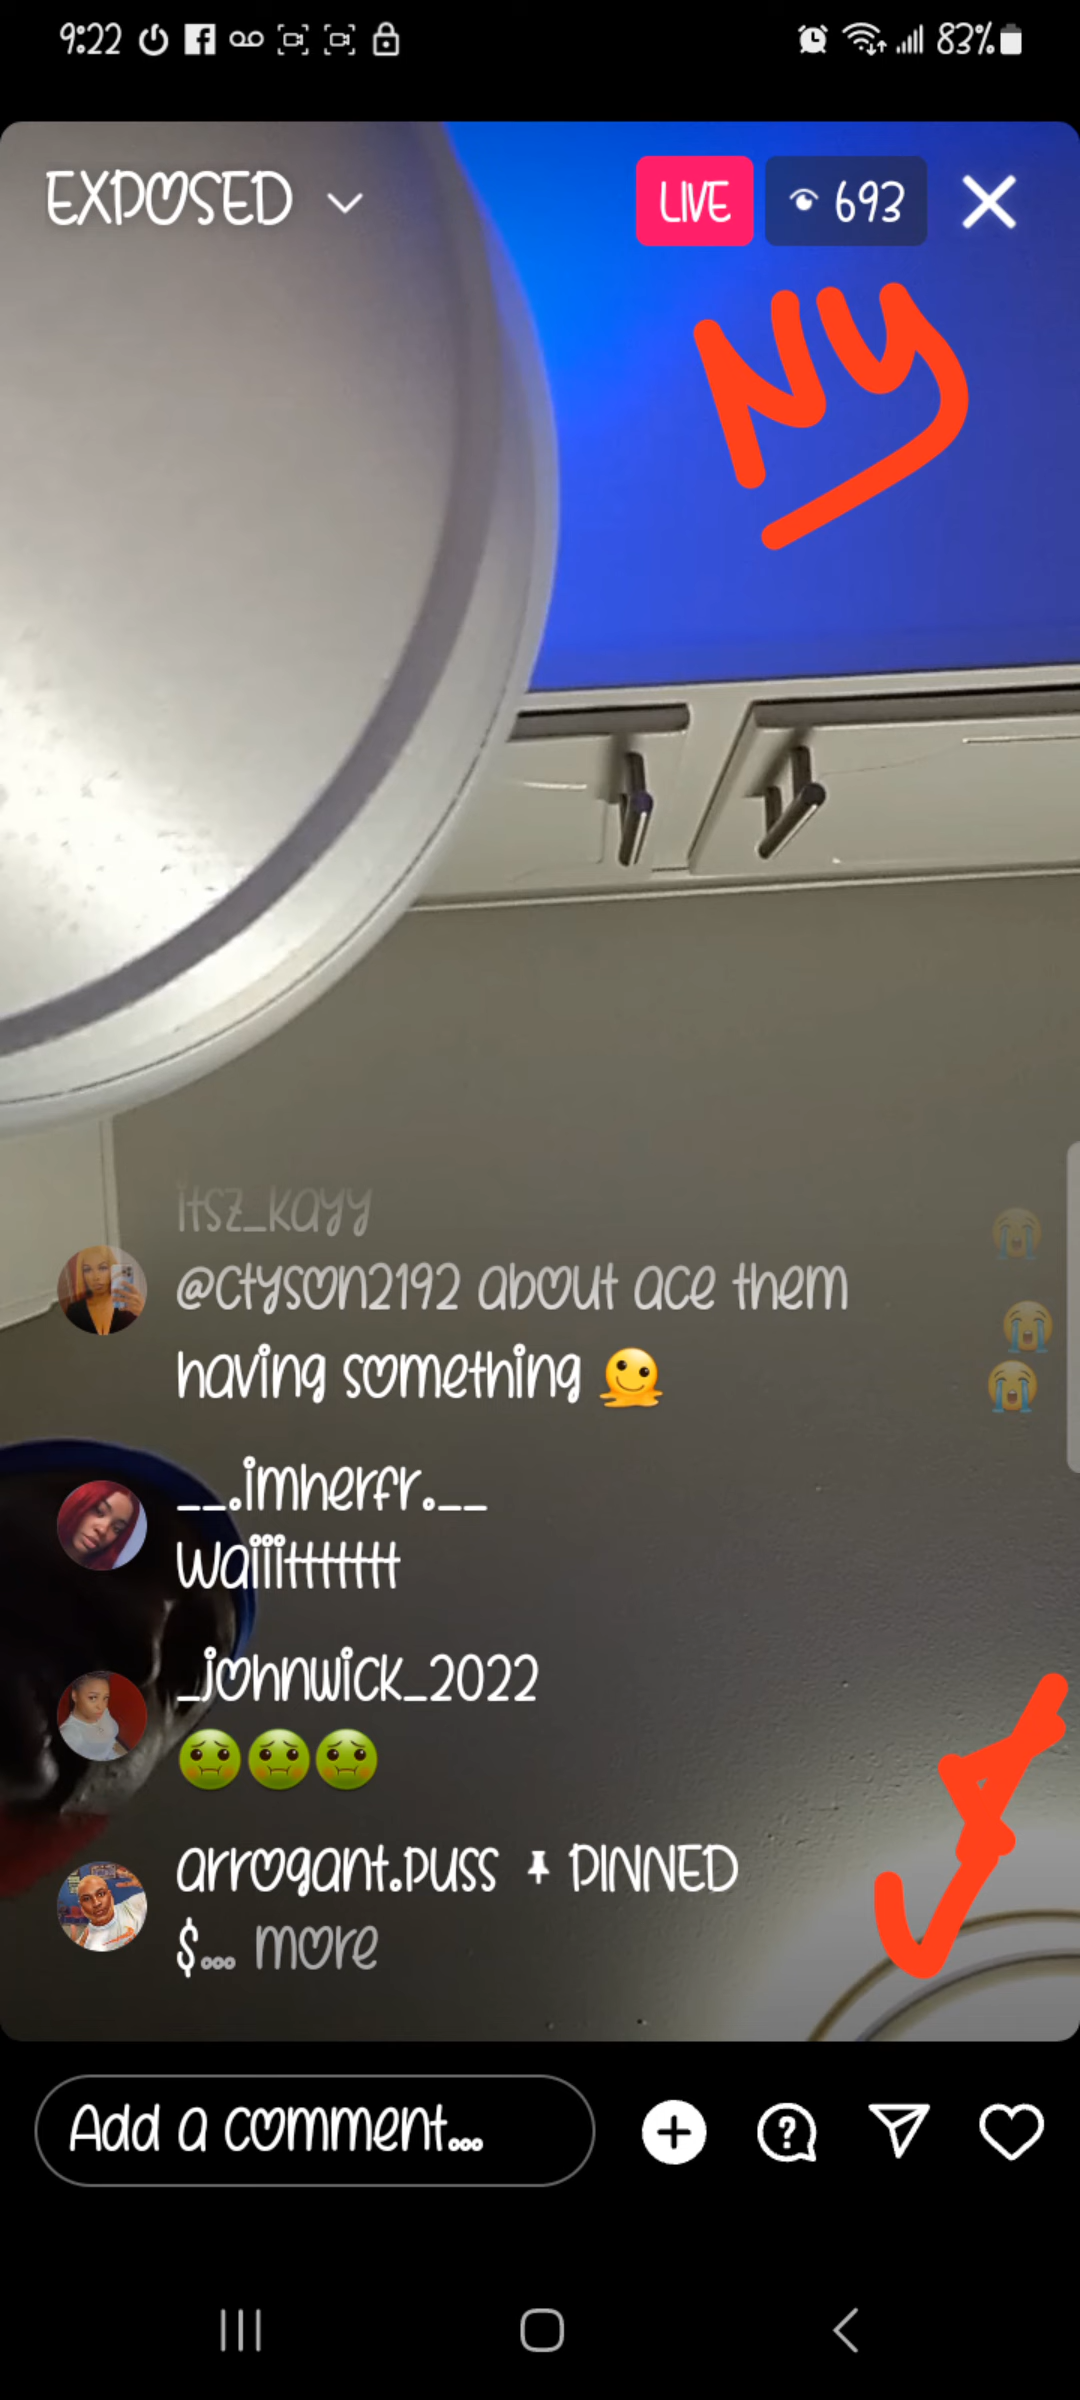 9:22 83%
EXPOSED LIVE 693
NY
itsz_kayy
@ctyson2192 about ace them
having something 🫠
__.imherfr.__
Waiiittttttt
_johnwick_2022
🤢🤢🤢
arrogant.puss PINNED
$... more
Add a comment...